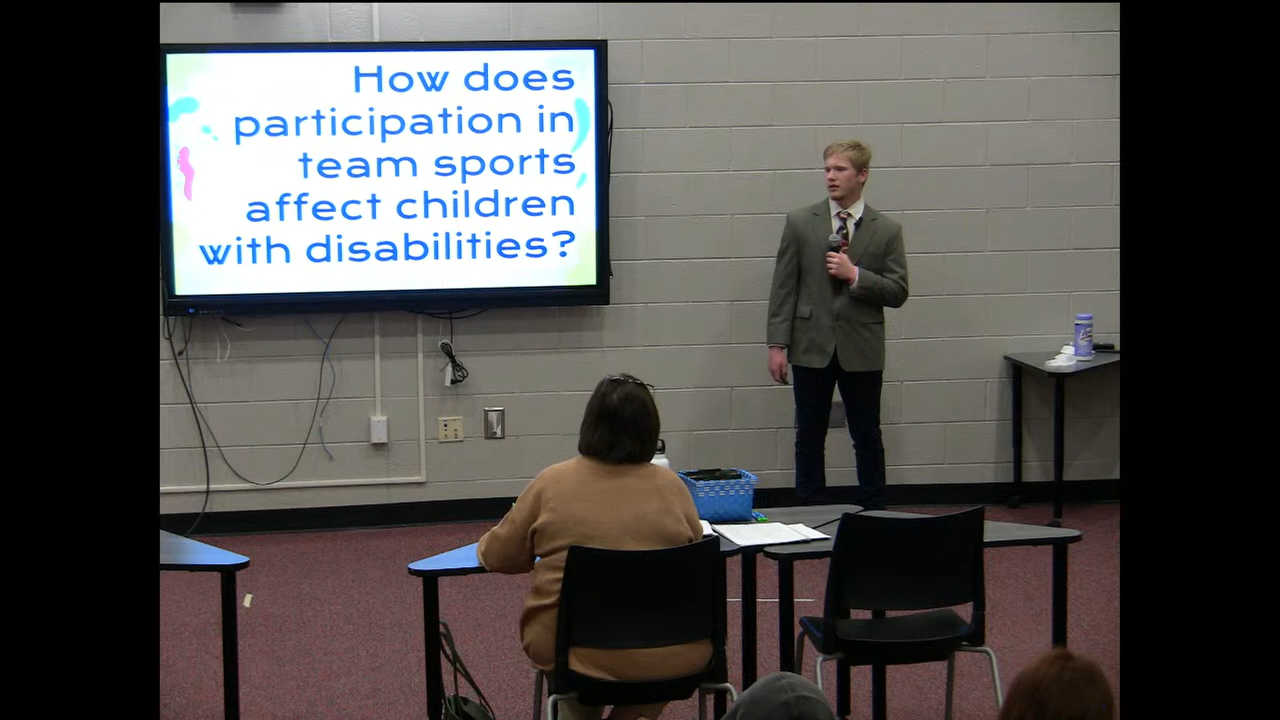 How does
participation in
team sports
affect children
with disabilities?